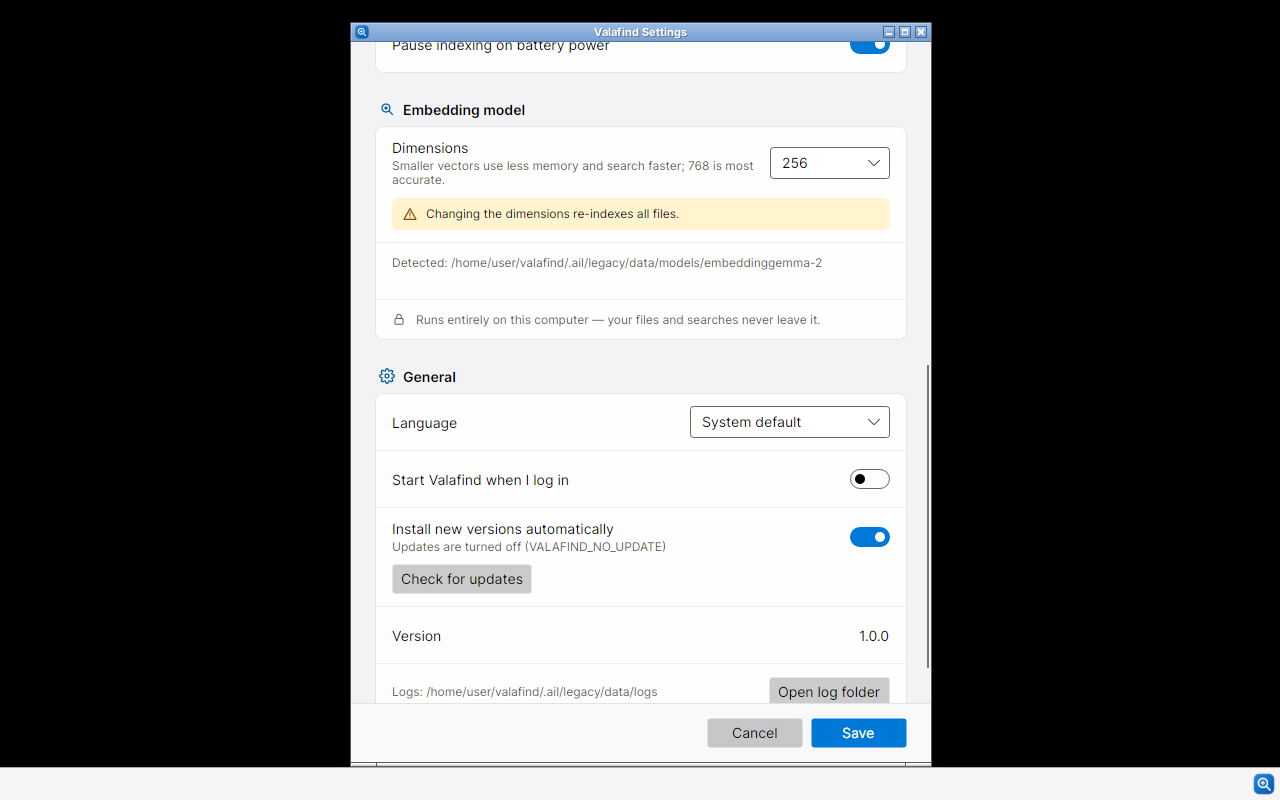 Valafind Settings
Pause indexing on battery power
Embedding model
Dimensions
Smaller vectors use less memory and search faster; 768 is most
accurate.
256
Changing the dimensions re-indexes all files.
Detected: /home/user/valafind/.ail/legacy/data/models/embeddinggemma-2
Runs entirely on this computer — your files and searches never leave it.
General
Language
System default
Start Valafind when I log in
Install new versions automatically
Updates are turned off (VALAFIND_NO_UPDATE)
Check for updates
Version
1.0.0
Logs: /home/user/valafind/.ail/legacy/data/logs
Open log folder
Cancel
Save